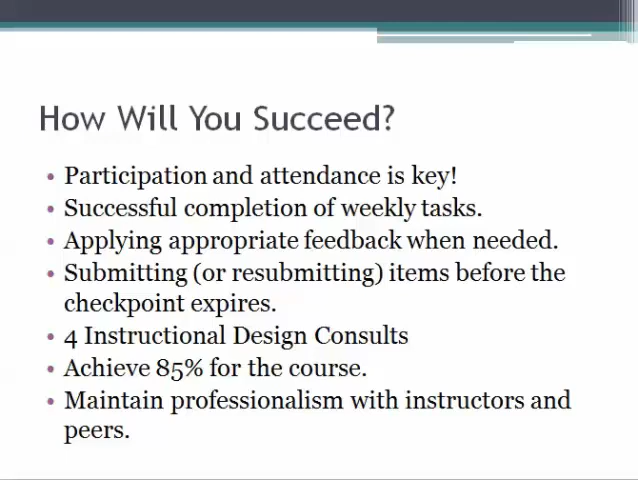 How Will You Succeed?
• Participation and attendance is key!
• Successful completion of weekly tasks.
• Applying appropriate feedback when needed.
• Submitting (or resubmitting) items before the
checkpoint expires.
• 4 Instructional Design Consults
• Achieve 85% for the course.
• Maintain professionalism with instructors and
peers.